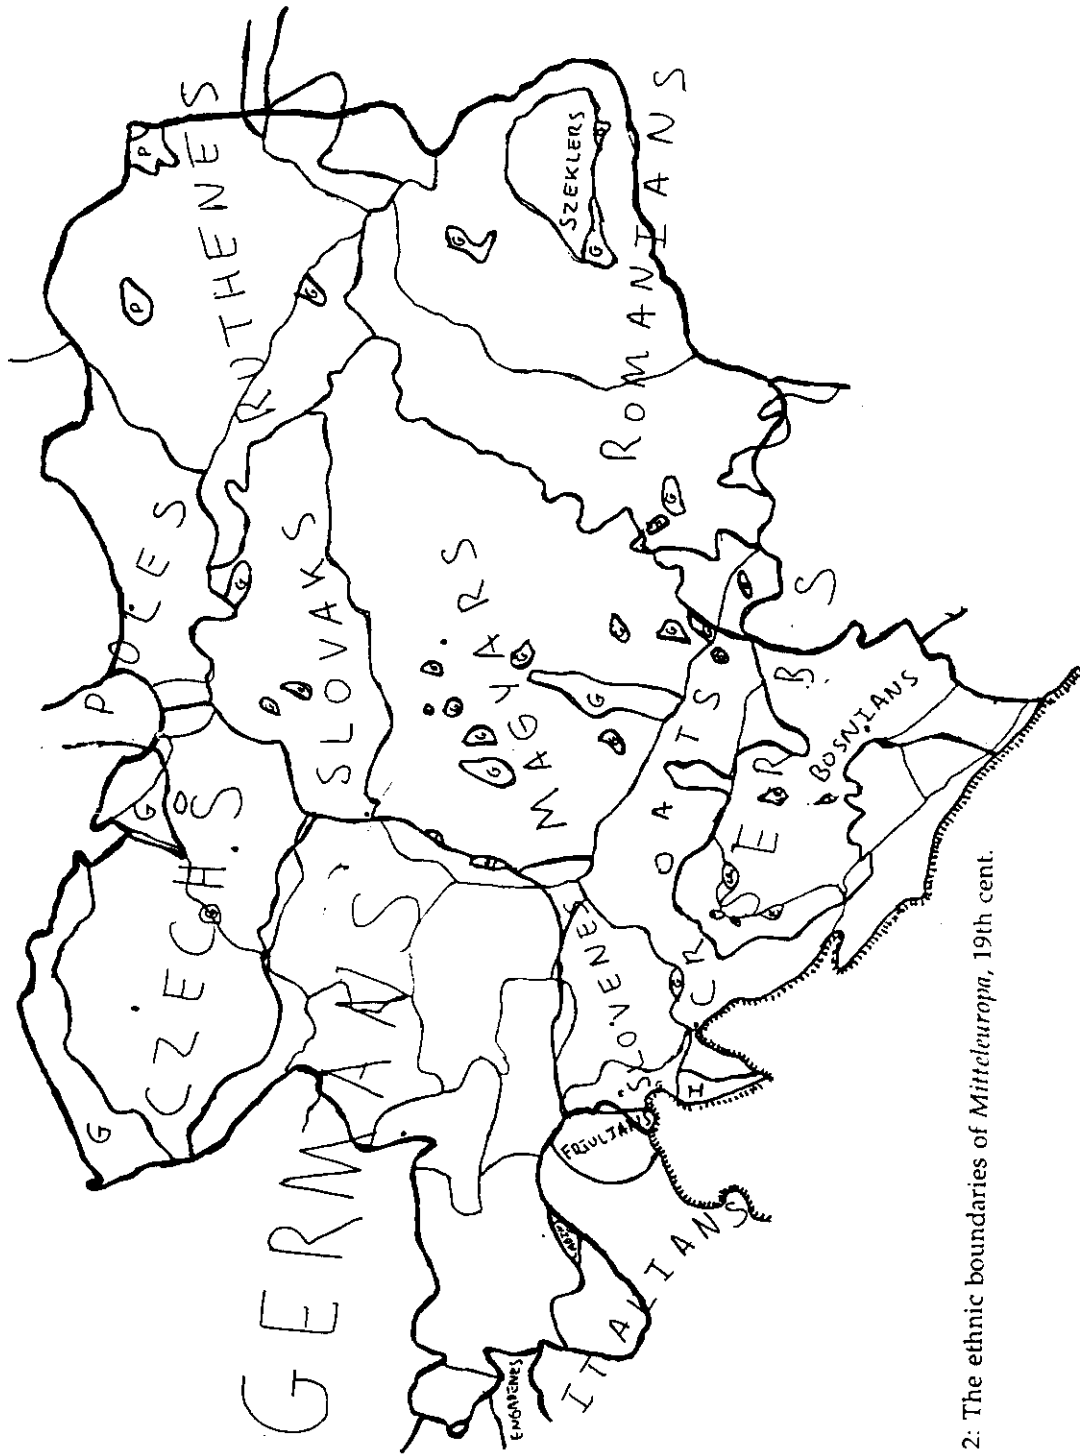 GERMANS
CZECHS
POLES
RUTHENES
SLOVAKS
MAGYARS
ROMANIANS
SZEKLERS
SLOVENES
CROATS
SERBS
BOSNIANS
FRIULIANS
ITALIANS
ENGADENES
G
G
P
P
G
G
G
G
G
G
G
I
2: The ethnic boundaries of Mitteleuropa, 19th cent.